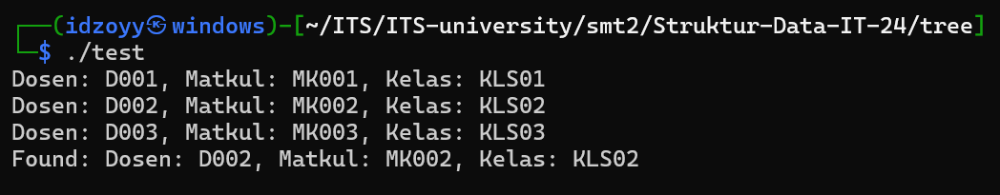 ┌──(idzoyy㉿windows)-[~/ITS/ITS-university/smt2/Struktur-Data-IT-24/tree]
└─$ ./test
Dosen: D001, Matkul: MK001, Kelas: KLS01
Dosen: D002, Matkul: MK002, Kelas: KLS02
Dosen: D003, Matkul: MK003, Kelas: KLS03
Found: Dosen: D002, Matkul: MK002, Kelas: KLS02